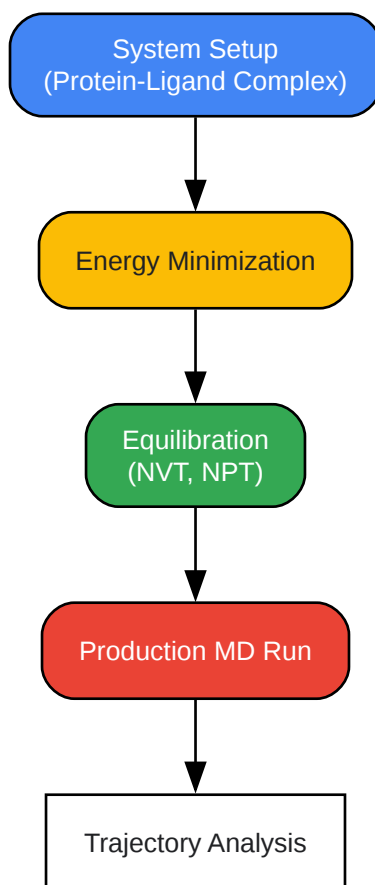 System Setup
(Protein-Ligand Complex)
Energy Minimization
Equilibration
(NVT, NPT)
Production MD Run
Trajectory Analysis